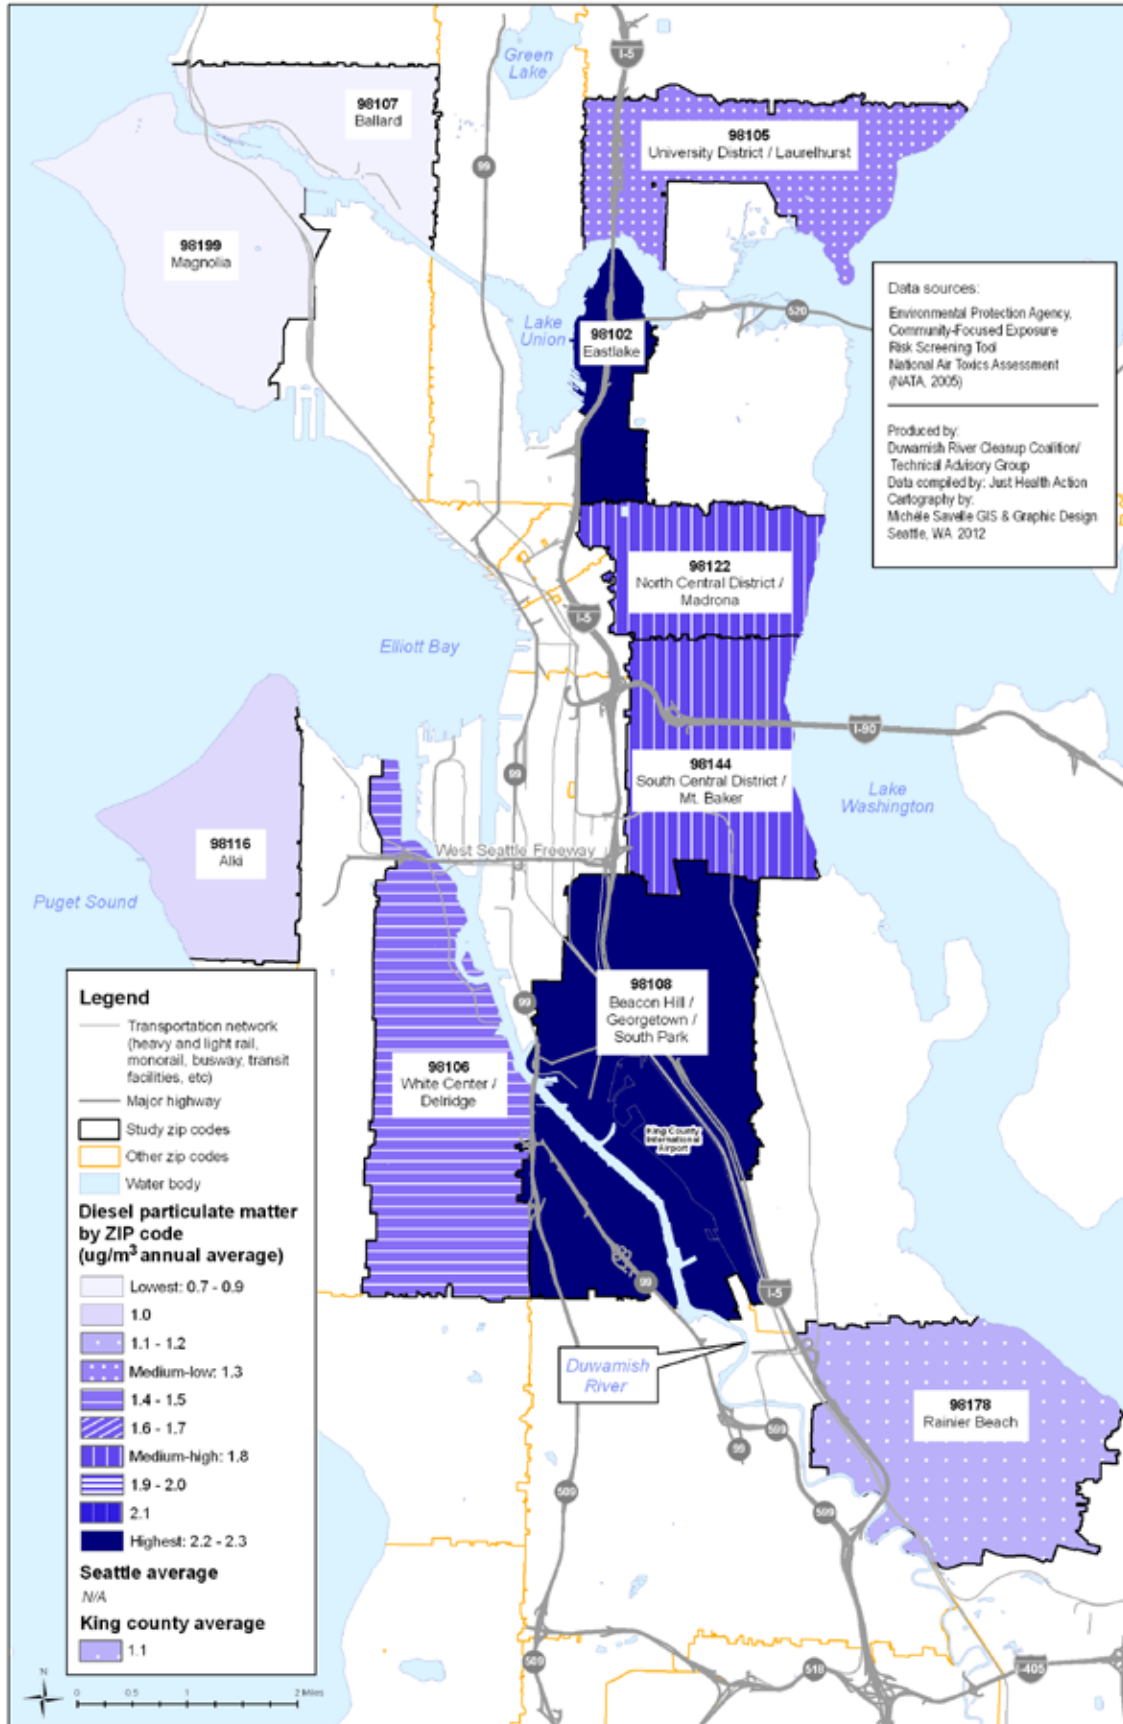 Green
Lake
I-5
98107
Ballard
98105
University District / Laurelhurst
99
98199
Magnolia
Data sources:
Environmental Protection Agency,
Community-Focused Exposure
Risk Screening Tool
National Air Toxics Assessment
(NATA, 2005)
Produced by:
Duwamish River Cleanup Coalition/
Technical Advisory Group
Data compiled by: Just Health Action
Cartography by:
Michele Savelle GIS & Graphic Design
Seattle, WA 2012
520
Lake
Union
98102
Eastlake
98122
North Central District /
Madrona
I-5
Elliott Bay
I-90
98144
South Central District /
Mt. Baker
99
Lake
Washington
98116
Alki
West Seattle Freeway
Puget Sound
98108
Beacon Hill /
Georgetown /
South Park
99
98106
White Center /
Delridge
King County
International
Airport
99
I-5
Duwamish
River
98178
Rainier Beach
599
99
509
599
509
518
I-405
Legend
Transportation network
(heavy and light rail,
monorail, busway, transit
facilities, etc)
Major highway
Study zip codes
Other zip codes
Water body
Diesel particulate matter
by ZIP code
(ug/m³ annual average)
Lowest: 0.7 - 0.9
1.0
1.1 - 1.2
Medium-low: 1.3
1.4 - 1.5
1.6 - 1.7
Medium-high: 1.8
1.9 - 2.0
2.1
Highest: 2.2 - 2.3
Seattle average
N/A
King county average
1.1
N
0 0.5 1 2 Miles